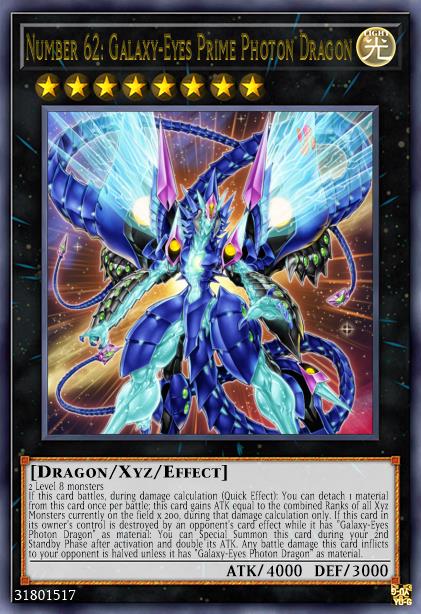 Number 62: Galaxy-Eyes Prime Photon Dragon
LIGHT
光
[Dragon/Xyz/Effect]
2 Level 8 monsters
If this card battles, during damage calculation (Quick Effect): You can detach 1 material
from this card once per battle; this card gains ATK equal to the combined Ranks of all Xyz
Monsters currently on the field x 200, during that damage calculation only. If this card in
its owner's control is destroyed by an opponent's card effect while it has "Galaxy-Eyes
Photon Dragon" as material: You can Special Summon this card during your 2nd
Standby Phase after activation and double its ATK. Any battle damage this card inflicts
to your opponent is halved unless it has "Galaxy-Eyes Photon Dragon" as material.
ATK/4000 DEF/3000
31801517